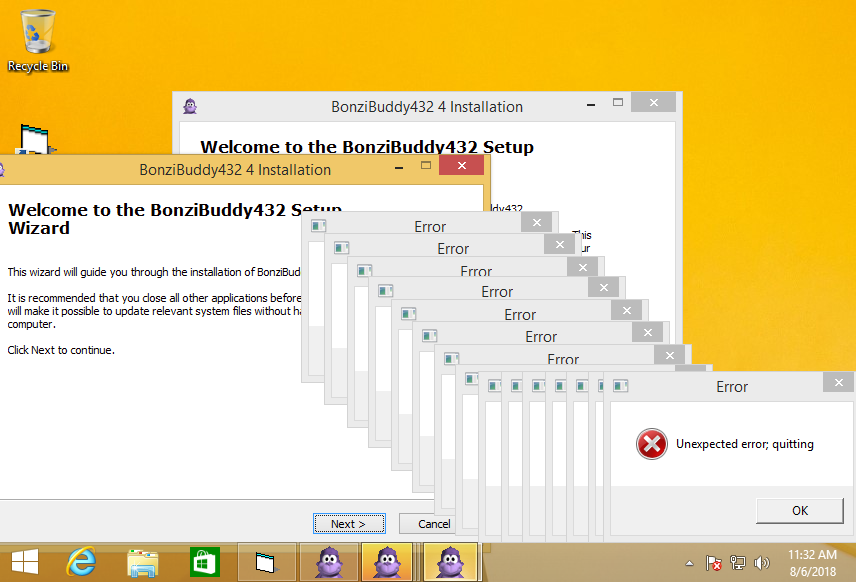 Recycle Bin
BonziBuddy432 4 Installation
Welcome to the BonziBuddy432 Setup
ddy432
This
BonziBuddy432 4 Installation
Welcome to the BonziBuddy432 Setup
Wizard
This wizard will guide you through the installation of BonziBud
It is recommended that you close all other applications before
will make it possible to update relevant system files without ha
computer.
Click Next to continue.
Next >
Cancel
Error
Error
Error
Error
Error
Error
Error
Error
Unexpected error; quitting
OK
11:32 AM
8/6/2018